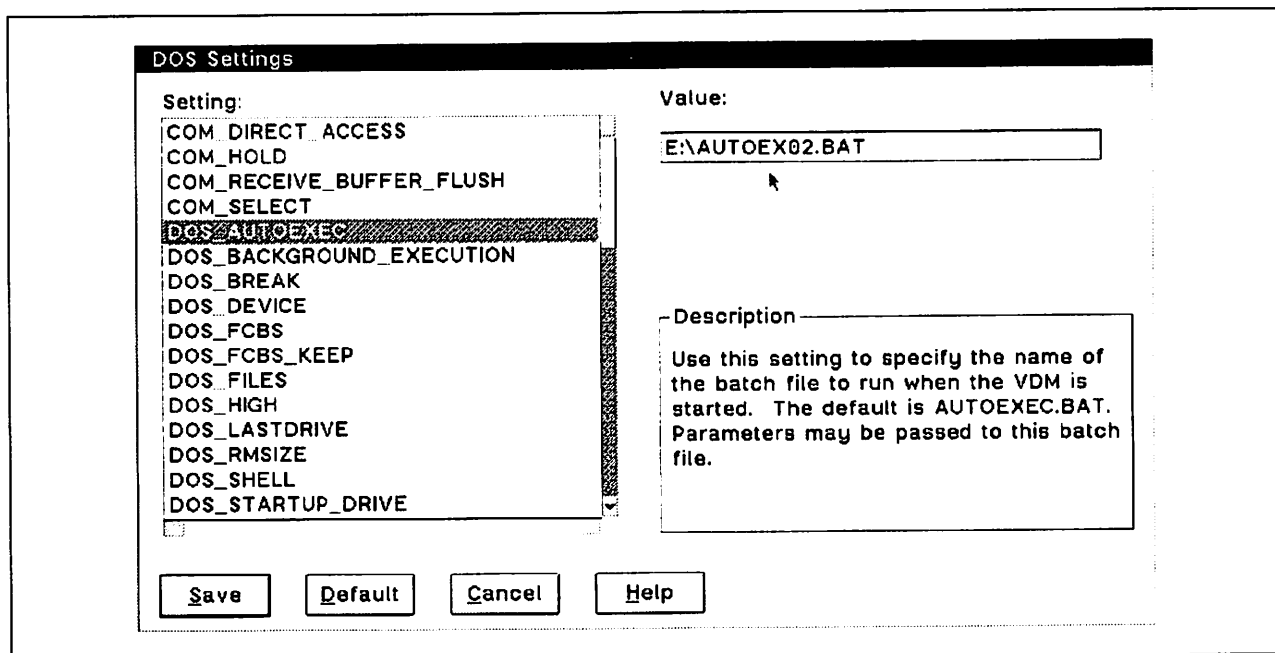 DOS Settings
Setting:
COM_DIRECT_ACCESS
COM_HOLD
COM_RECEIVE_BUFFER_FLUSH
COM_SELECT
DOS_AUTOEXEC
DOS_BACKGROUND_EXECUTION
DOS_BREAK
DOS_DEVICE
DOS_FCBS
DOS_FCBS_KEEP
DOS_FILES
DOS_HIGH
DOS_LASTDRIVE
DOS_RMSIZE
DOS_SHELL
DOS_STARTUP_DRIVE
Value:
E:\AUTOEX02.BAT
Description
Use this setting to specify the name of
the batch file to run when the VDM is
started. The default is AUTOEXEC.BAT.
Parameters may be passed to this batch
file.
Save Default Cancel Help